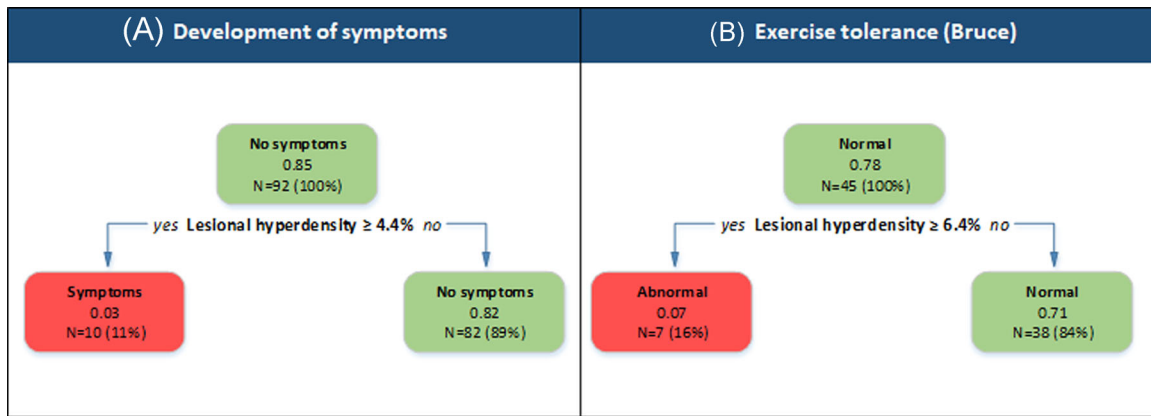 (A) Development of symptoms
No symptoms
0.85
N=92 (100%)
yes Lesional hyperdensity ≥ 4.4% no
Symptoms
0.03
N=10 (11%)
No symptoms
0.82
N=82 (89%)
(B) Exercise tolerance (Bruce)
Normal
0.78
N=45 (100%)
yes Lesional hyperdensity ≥ 6.4% no
Abnormal
0.07
N=7 (16%)
Normal
0.71
N=38 (84%)